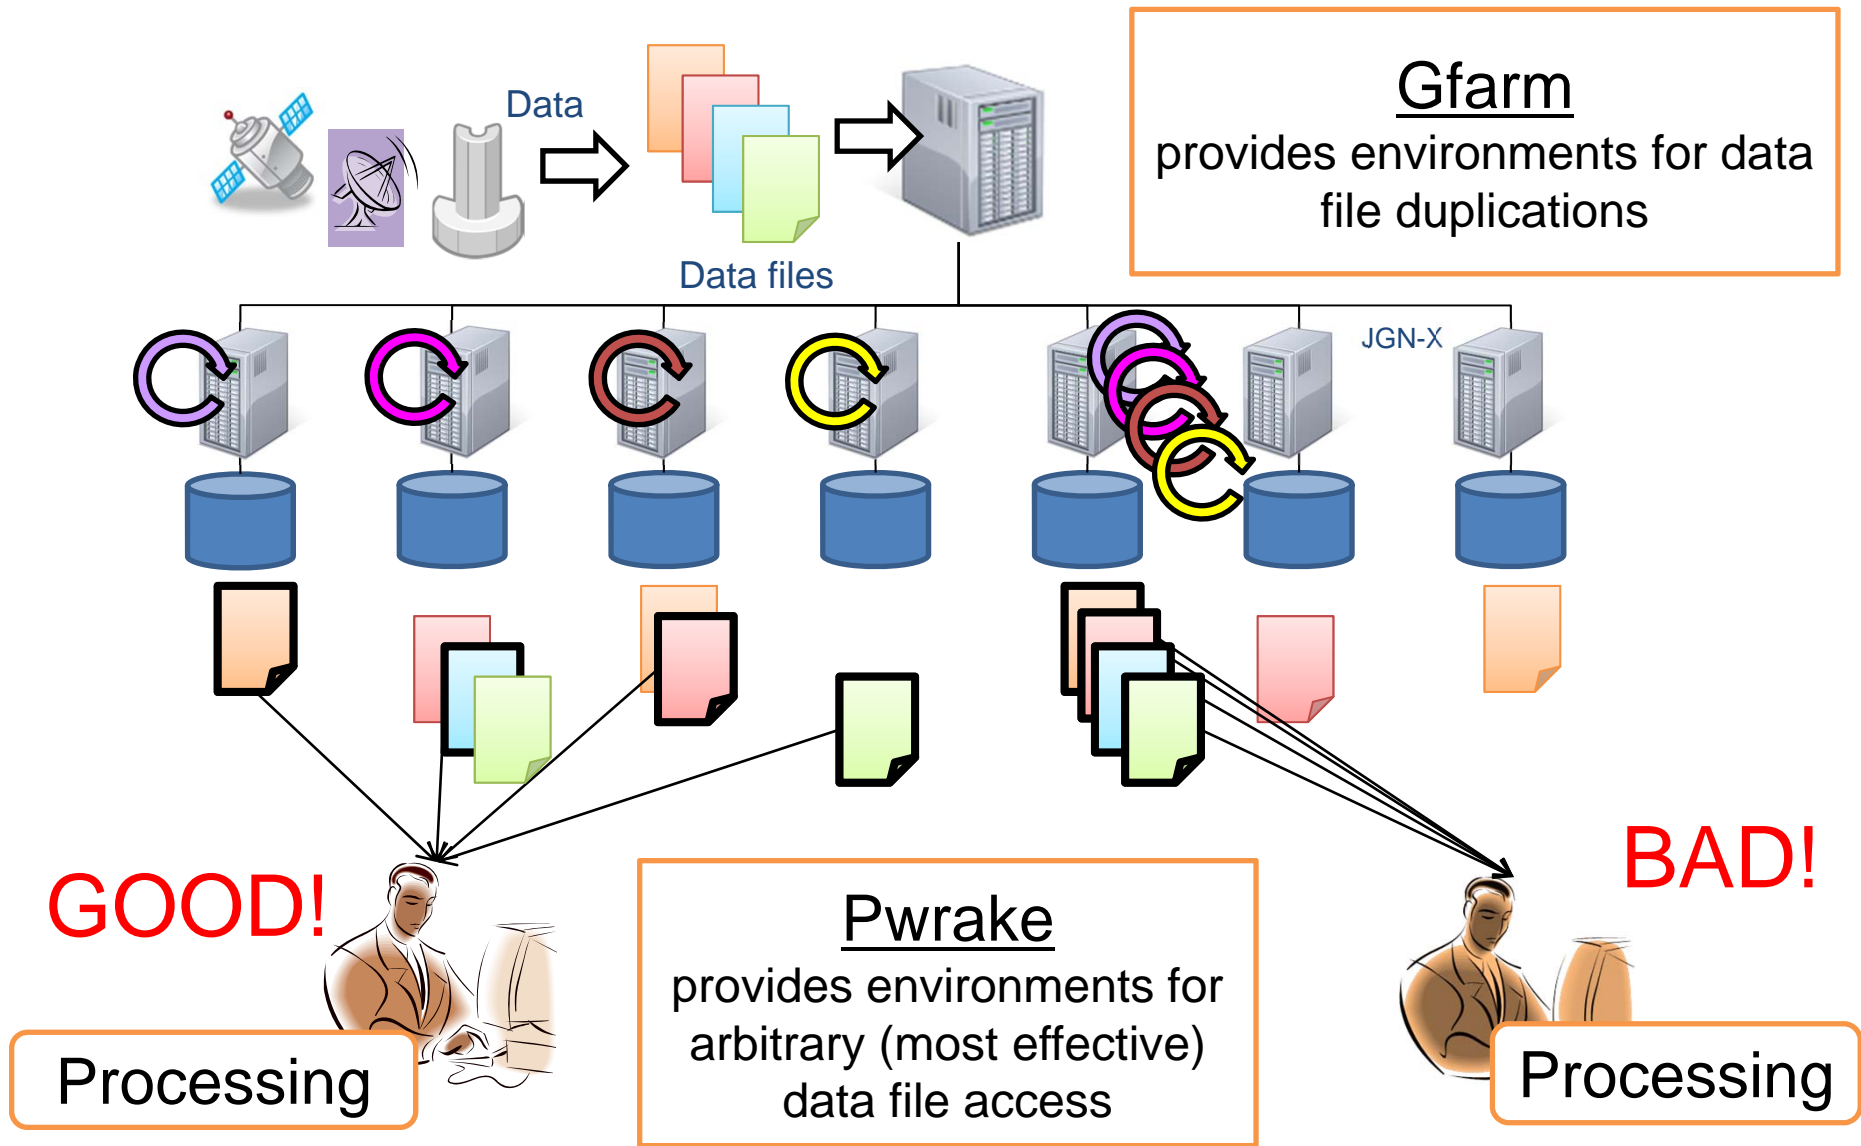 Gfarm
provides environments for data
file duplications
Data
Data files
JGN-X
GOOD!
BAD!
Pwrake
provides environments for
arbitrary (most effective)
data file access
Processing
Processing